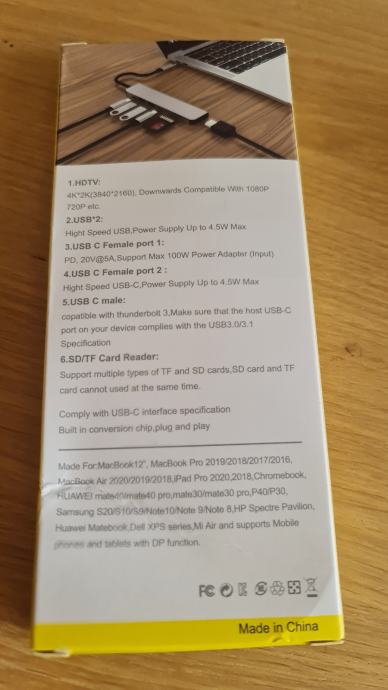 1.HDTV:
4K*2K(3840*2160), Downwards Compatible With 1080P
720P etc.
2.USB*2:
Hight Speed USB,Power Supply Up to 4.5W Max
3.USB C Female port 1:
PD, 20V@5A,Support Max 100W Power Adapter (Input)
4.USB C Female port 2 :
Hight Speed USB-C,Power Supply Up to 4.5W Max
5.USB C male:
copatible with thunderbolt 3,Make sure that the host USB-C
port on your device complies with the USB3.0/3.1
Specification
6.SD/TF Card Reader:
Support multiple types of TF and SD cards,SD card and TF
card cannot used at the same time.
Comply with USB-C interface specification
Built in conversion chip,plug and play
Made For:MacBook12", MacBook Pro 2019/2018/2017/2016,
MacBook Air 2020/2019/2018,iPad Pro 2020,2018,Chromebook,
HUAWEI mate40/mate40 pro,mate30/mate30 pro,P40/P30,
Samsung S20/S10/S9/Note10/Note 9/Note 8,HP Spectre Pavilion,
Huawei Matebook,Dell XPS series,Mi Air and supports Mobile
phones and tablets with DP function.
FC
Made in China